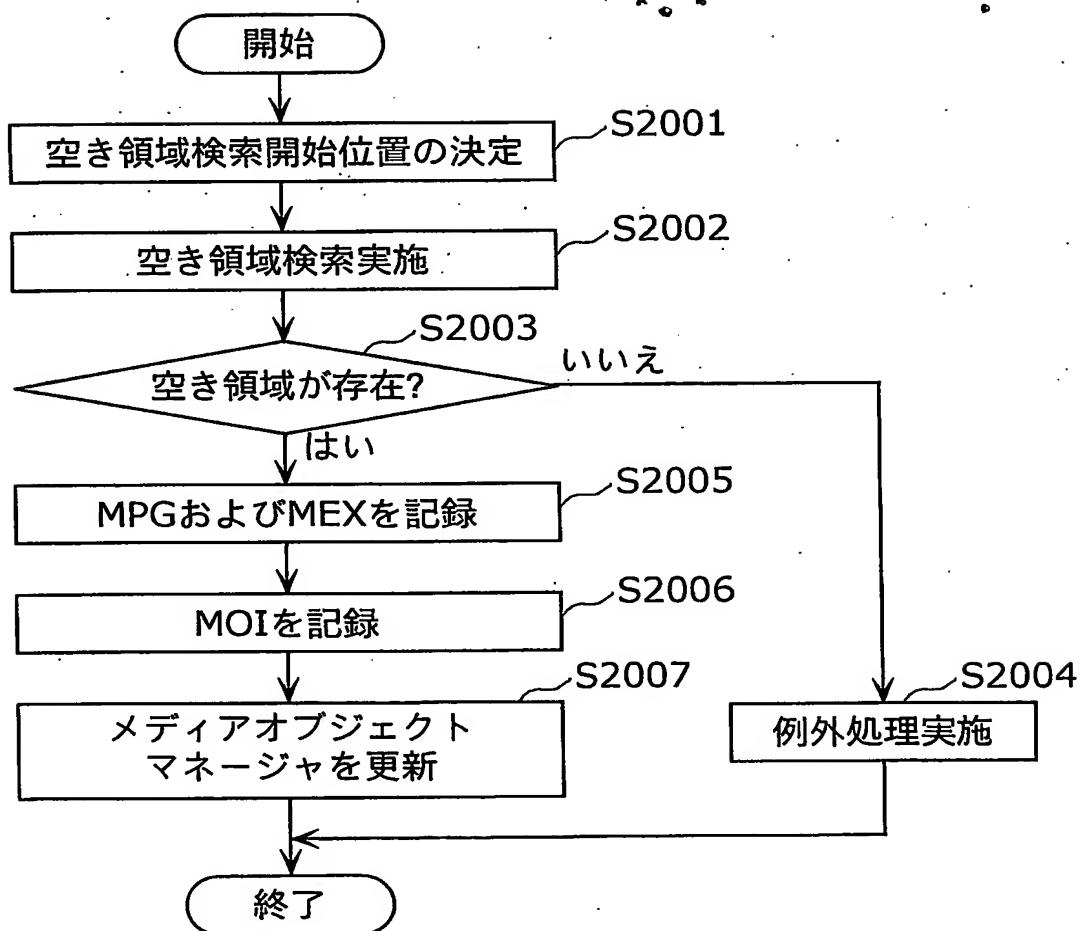 開始
S2001
空き領域検索開始位置の決定
S2002
空き領域検索実施
S2003
空き領域が存在?
いいえ
はい
S2005
MPGおよびMEXを記録
S2006
MOIを記録
S2007
メディアオブジェクト
マネージャを更新
S2004
例外処理実施
終了